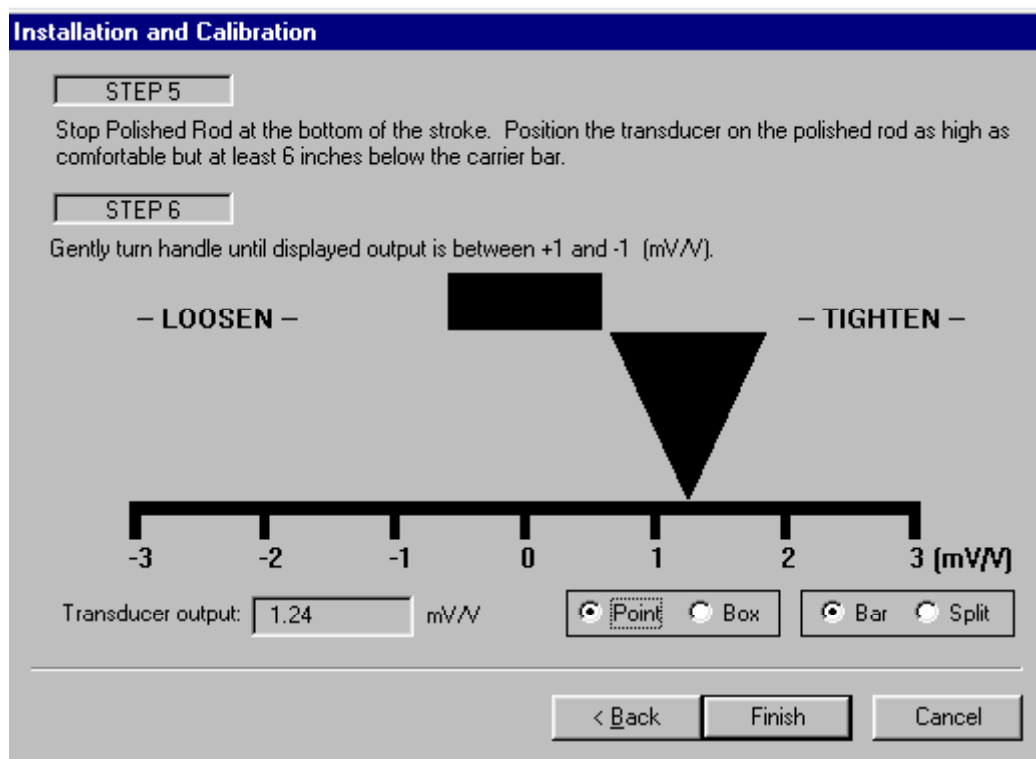 Installation and Calibration
STEP 5
Stop Polished Rod at the bottom of the stroke.  Position the transducer on the polished rod as high as
comfortable but at least 6 inches below the carrier bar.
STEP 6
Gently turn handle until displayed output is between +1 and -1  (mV/V).
– LOOSEN –
– TIGHTEN –
-3 -2 -1 0 1 2 3 (mV/V)
Transducer output: 1.24 mV/V
Point Box Bar Split
< Back Finish Cancel